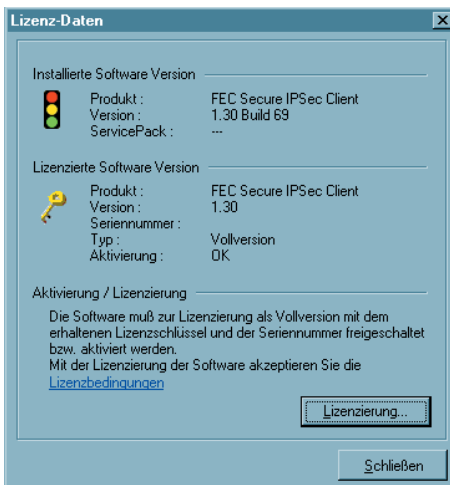 Lizenz-Daten
Installierte Software Version
Produkt : FEC Secure IPSec Client
Version : 1.30 Build 69
ServicePack : ---
Lizenzierte Software Version
Produkt : FEC Secure IPSec Client
Version : 1.30
Seriennummer :
Typ : Vollversion
Aktivierung : OK
Aktivierung / Lizenzierung
Die Software muß zur Lizenzierung als Vollversion mit dem
erhaltenen Lizenzschlüssel und der Seriennummer freigeschaltet
bzw. aktiviert werden.
Mit der Lizenzierung der Software akzeptieren Sie die
Lizenzbedingungen
Lizenzierung...
Schließen